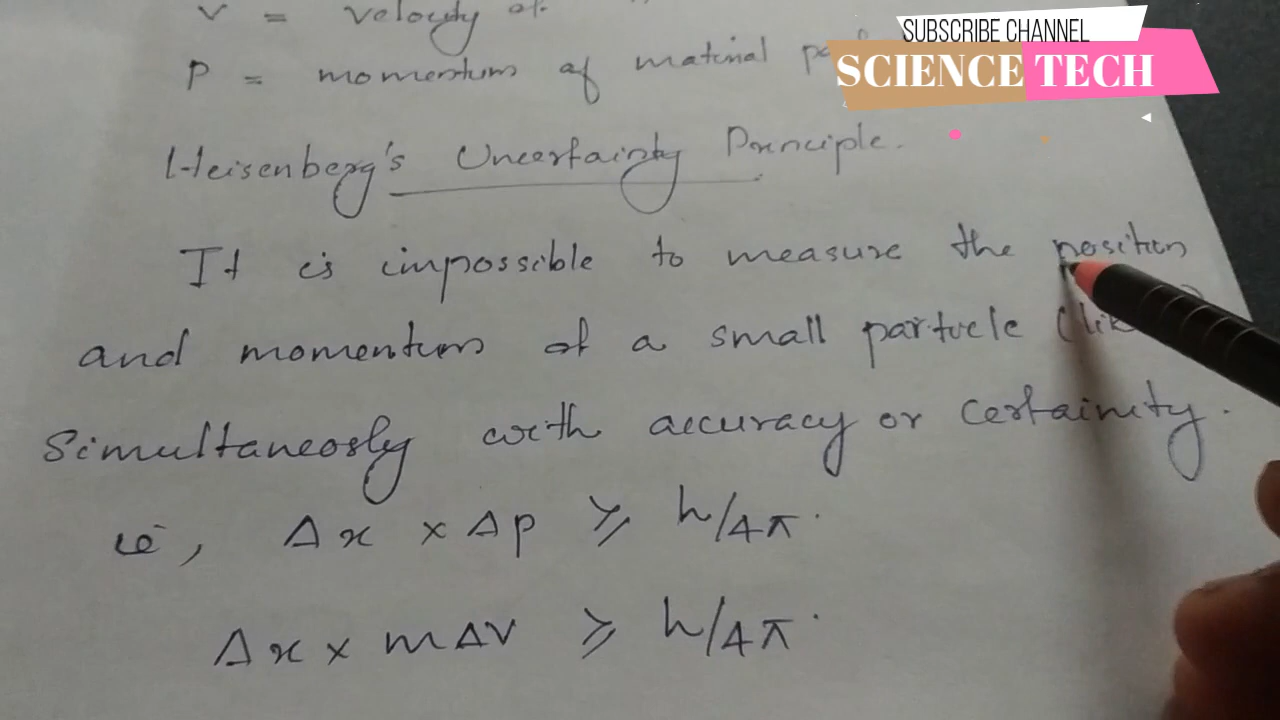 V = velocity of
SUBSCRIBE CHANNEL
SCIENCE TECH
P = momentum of material
Heisenberg's Uncertainty Principle.
It is impossible to measure the position
and momentum of a small particle (like
Simultaneosly with accuracy or certainity.
ie, Δx × Δp ≥ h/4π.
Δx × mΔV ≥ h/4π.